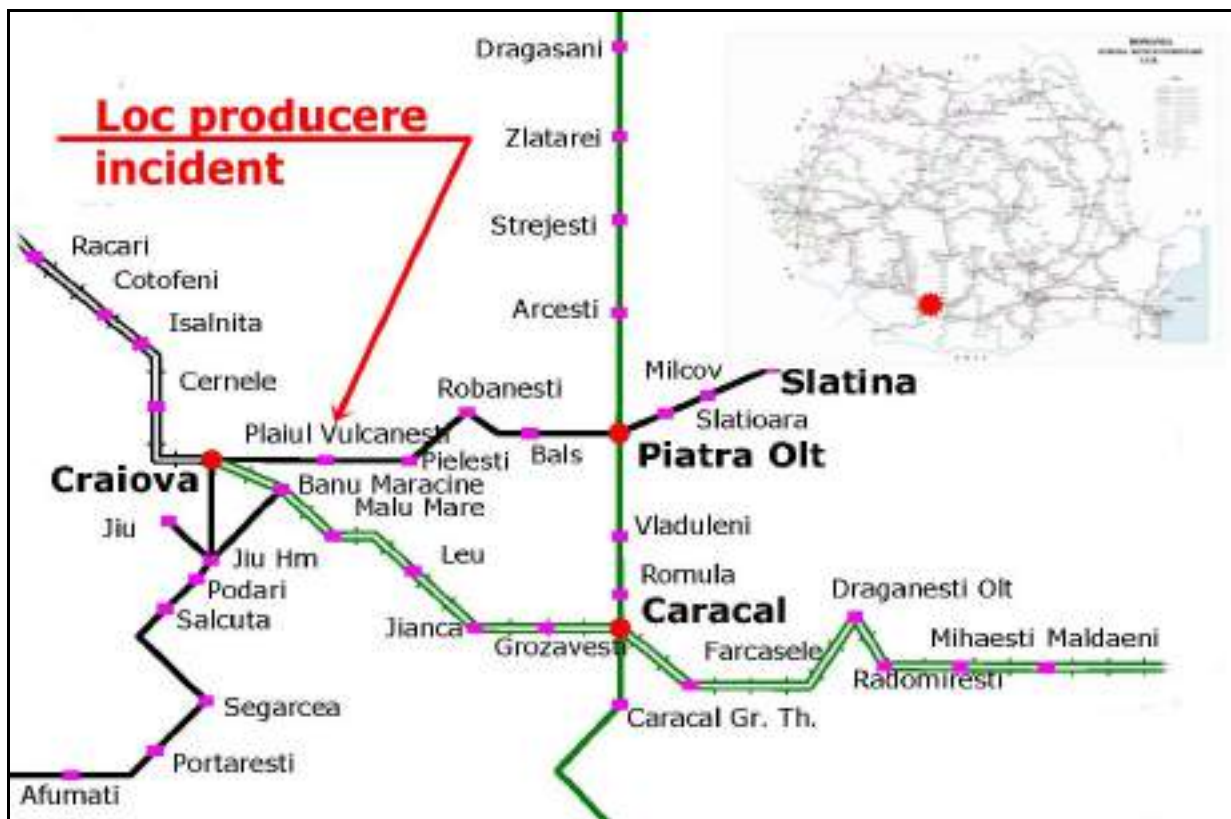 Dragasani
ROMANIA
Loc producere
incident
Zlatarei
Strejesti
Racari
Cotofeni
Isalnita
Arcesti
Cernele
Robanesti
Milcov
Slatina
Slatioara
Plaiul Vulcanesti
Pielesti
Bals
Piatra Olt
Craiova
Banu Maracine
Malu Mare
Jiu
Vladuleni
Jiu Hm
Leu
Podari
Romula
Draganesti Olt
Salcuta
Caracal
Jianca
Grozavesti
Farcasele
Mihaesti
Maldaeni
Radomiresti
Segarcea
Caracal Gr. Th.
Portaresti
Afumati